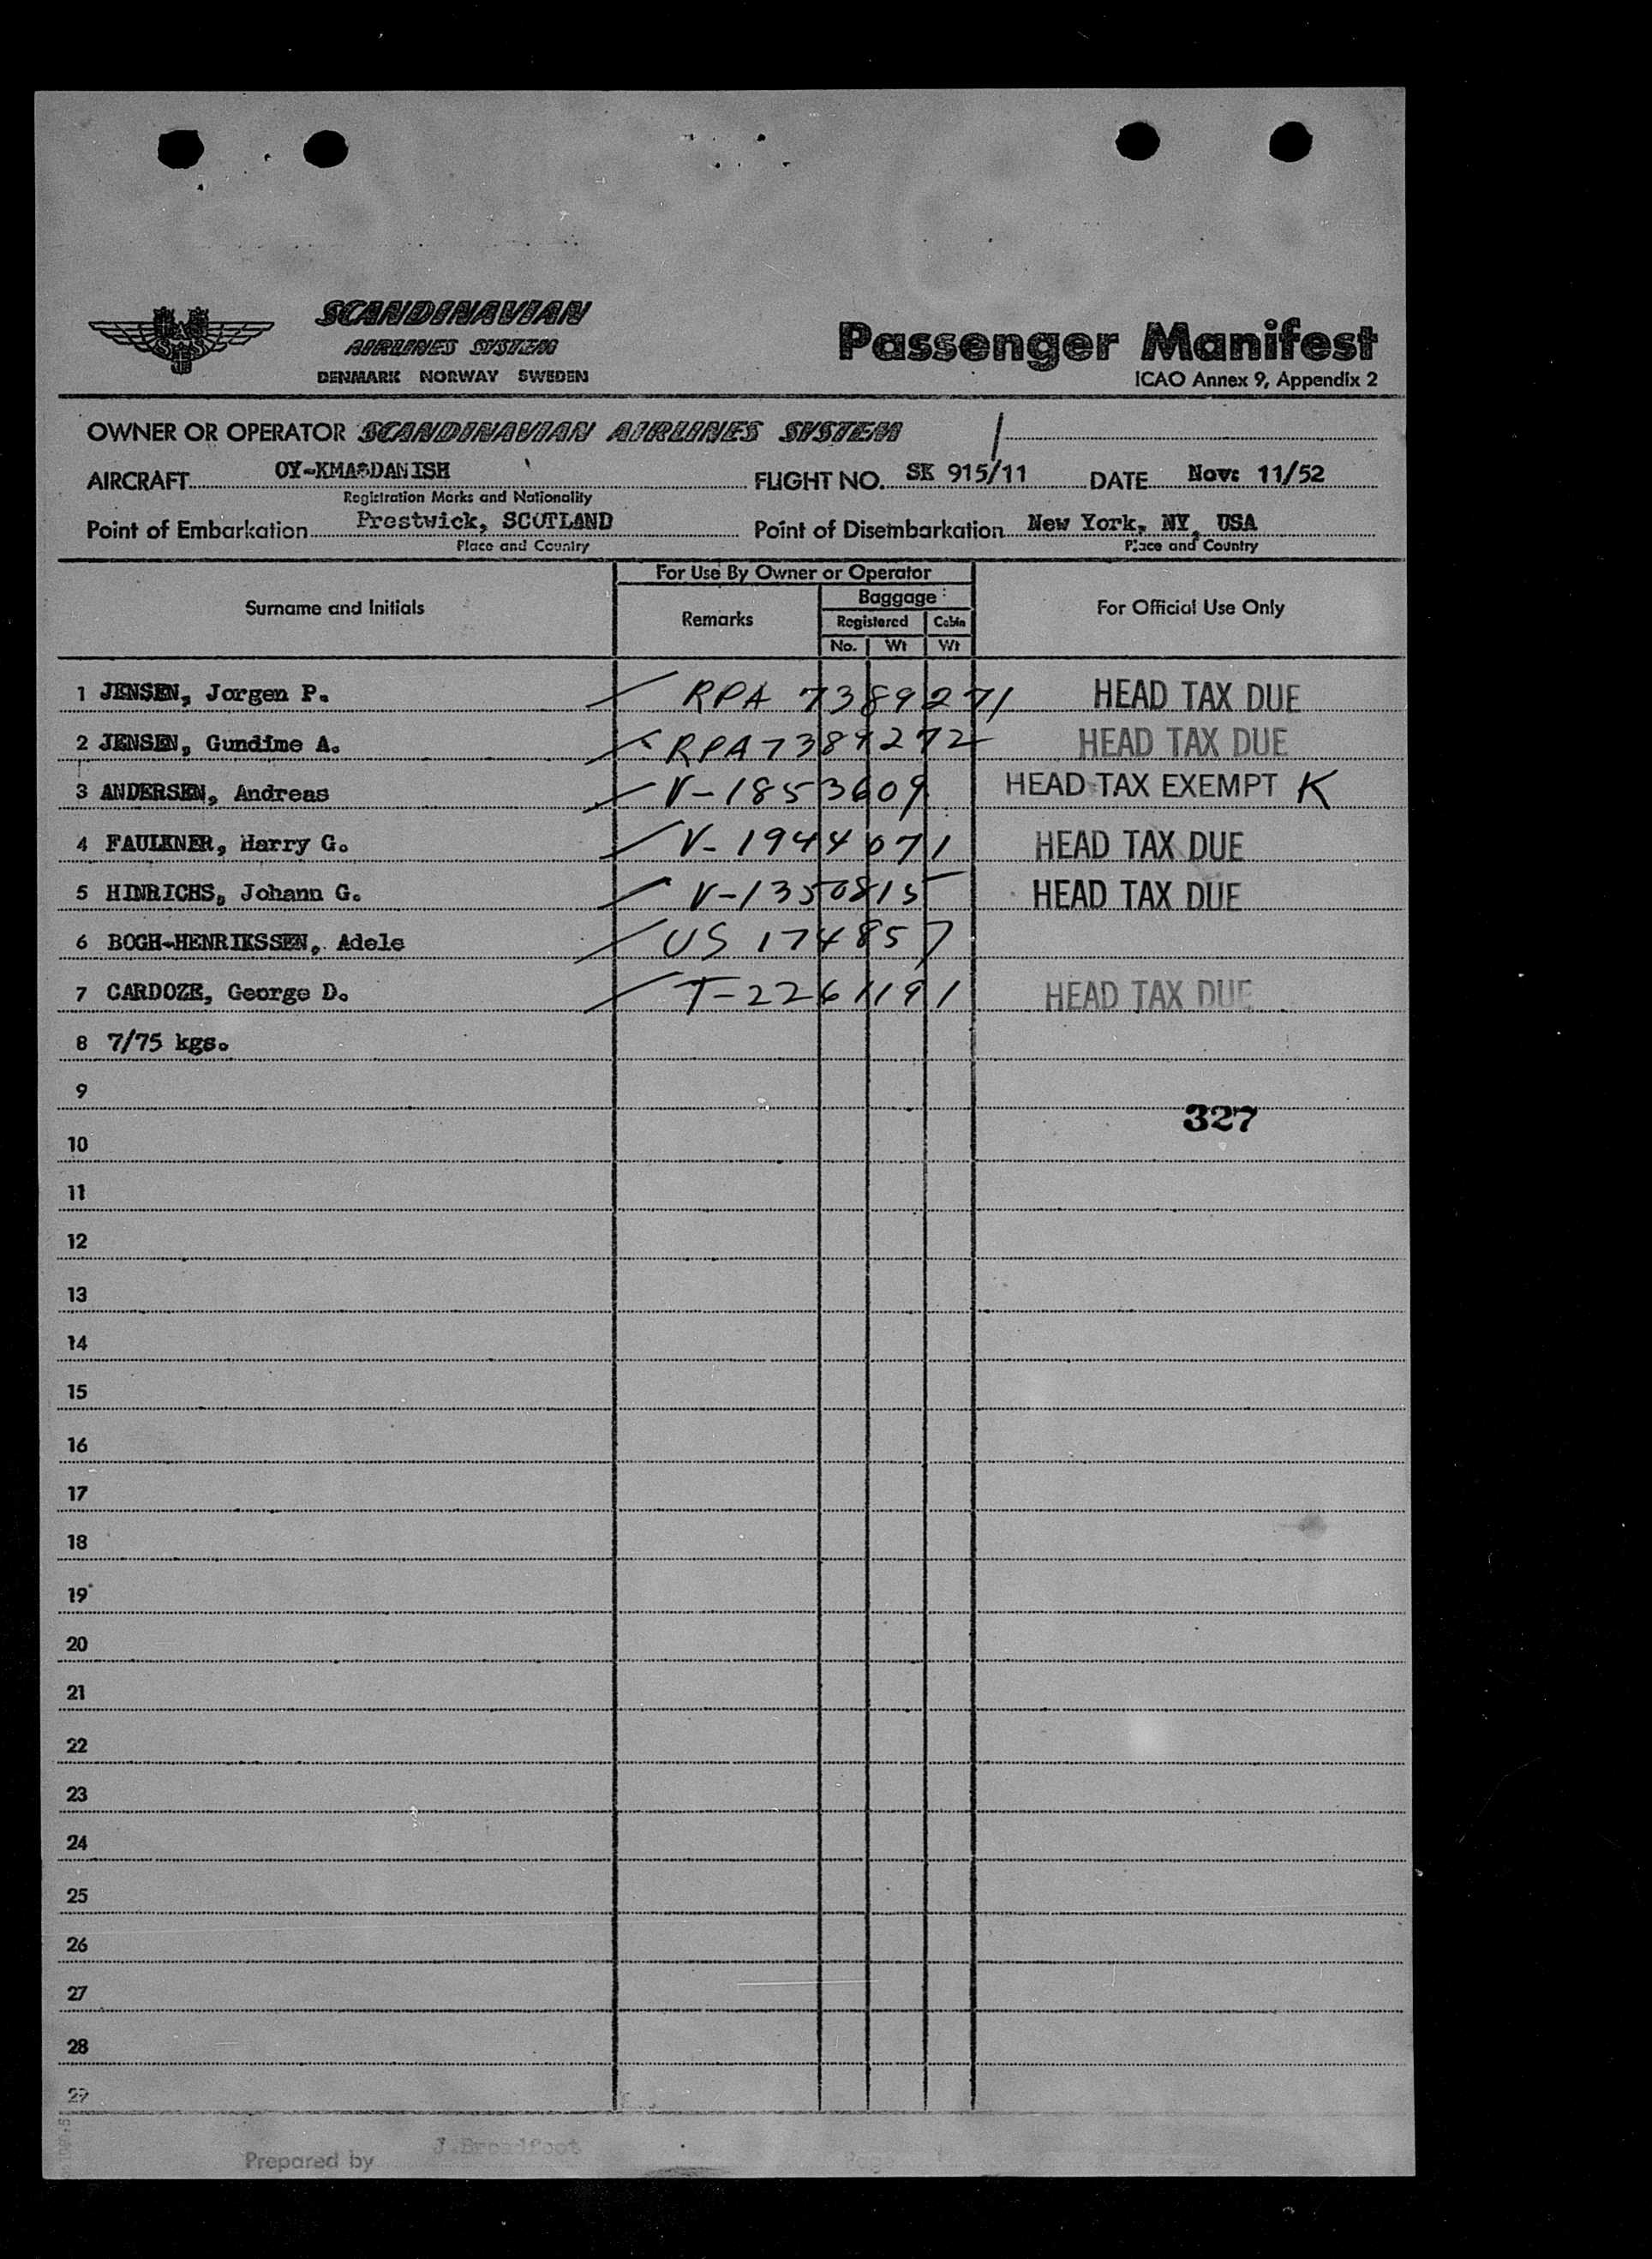 SCANDINAVIAN
AIRLINES SYSTEM
DENMARK NORWAY SWEDEN
Passenger Manifest
ICAO Annex 9, Appendix 2
OWNER OR OPERATOR SCANDINAVIAN AIRLINES SYSTEM
AIRCRAFT OY-KMA*DANISH FLIGHT NO. SK 915/11 DATE Nov: 11/52
Registration Marks and Nationality
Point of Embarkation Prestwick, SCOTLAND Point of Disembarkation New York, NY, USA
Place and Country Place and Country
For Use By Owner or Operator
Surname and Initials Remarks Baggage For Official Use Only
Registered Cabin
No. Wt Wt
1 JENSEN, Jorgen P. RPA 7389271 HEAD TAX DUE
2 JENSEN, Gundime A. RPA 7389272 HEAD TAX DUE
3 ANDERSEN, Andreas V-1853609 HEAD TAX EXEMPT K
4 FAULKNER, Harry G. V-1944071 HEAD TAX DUE
5 HINRICHS, Johann G. V-1350815 HEAD TAX DUE
6 BOGH-HENRIKSSEN, Adele US 174857
7 CARDOZE, George D. T-2261191 HEAD TAX DUE
8 7/75 kgs.
9
327
10
11
12
13
14
15
16
17
18
19
20
21
22
23
24
25
26
27
28
29
Prepared by J.Broadfoot